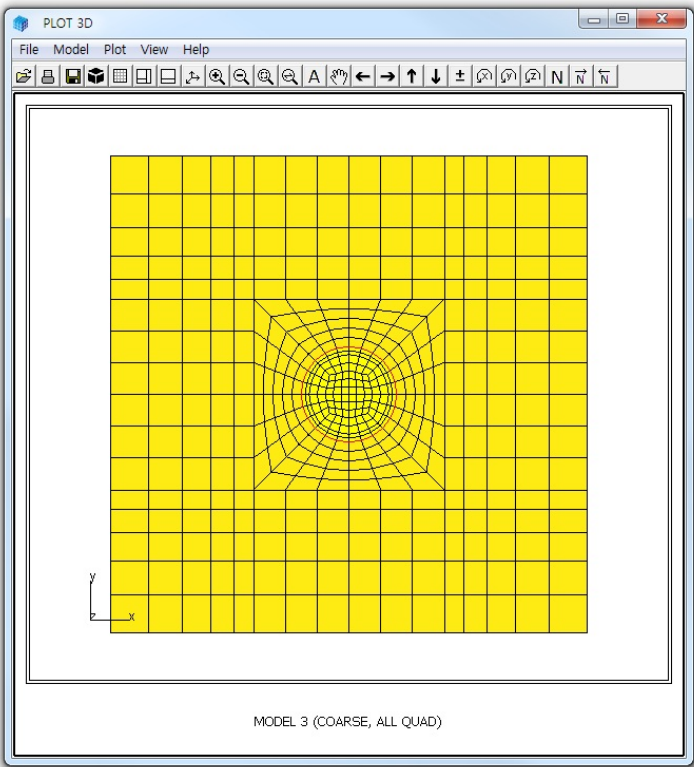 PLOT 3D
File Model Plot View Help
A ± x y z N N N
y
z x
MODEL 3 (COARSE, ALL QUAD)